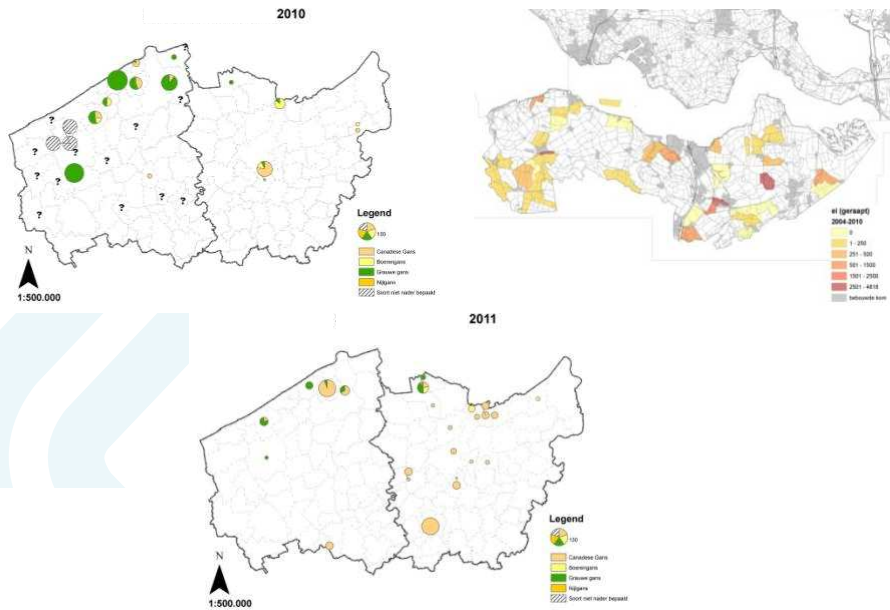 2010
?
?
?
?
?
?
?
?
?
?
?
?
?
N
1:500.000
Legend
100
Canadese Gans
Boerengans
Grauwe gans
Nijlgans
Soort niet nader bepaald
ei (geraapt)
2004-2010
0
1 - 250
251 - 500
501 - 1500
1501 - 2500
2501 - 4818
bebouwde kom
2011
N
1:500.000
Legend
100
Canadese Gans
Boerengans
Grauwe gans
Nijlgans
Soort niet nader bepaald